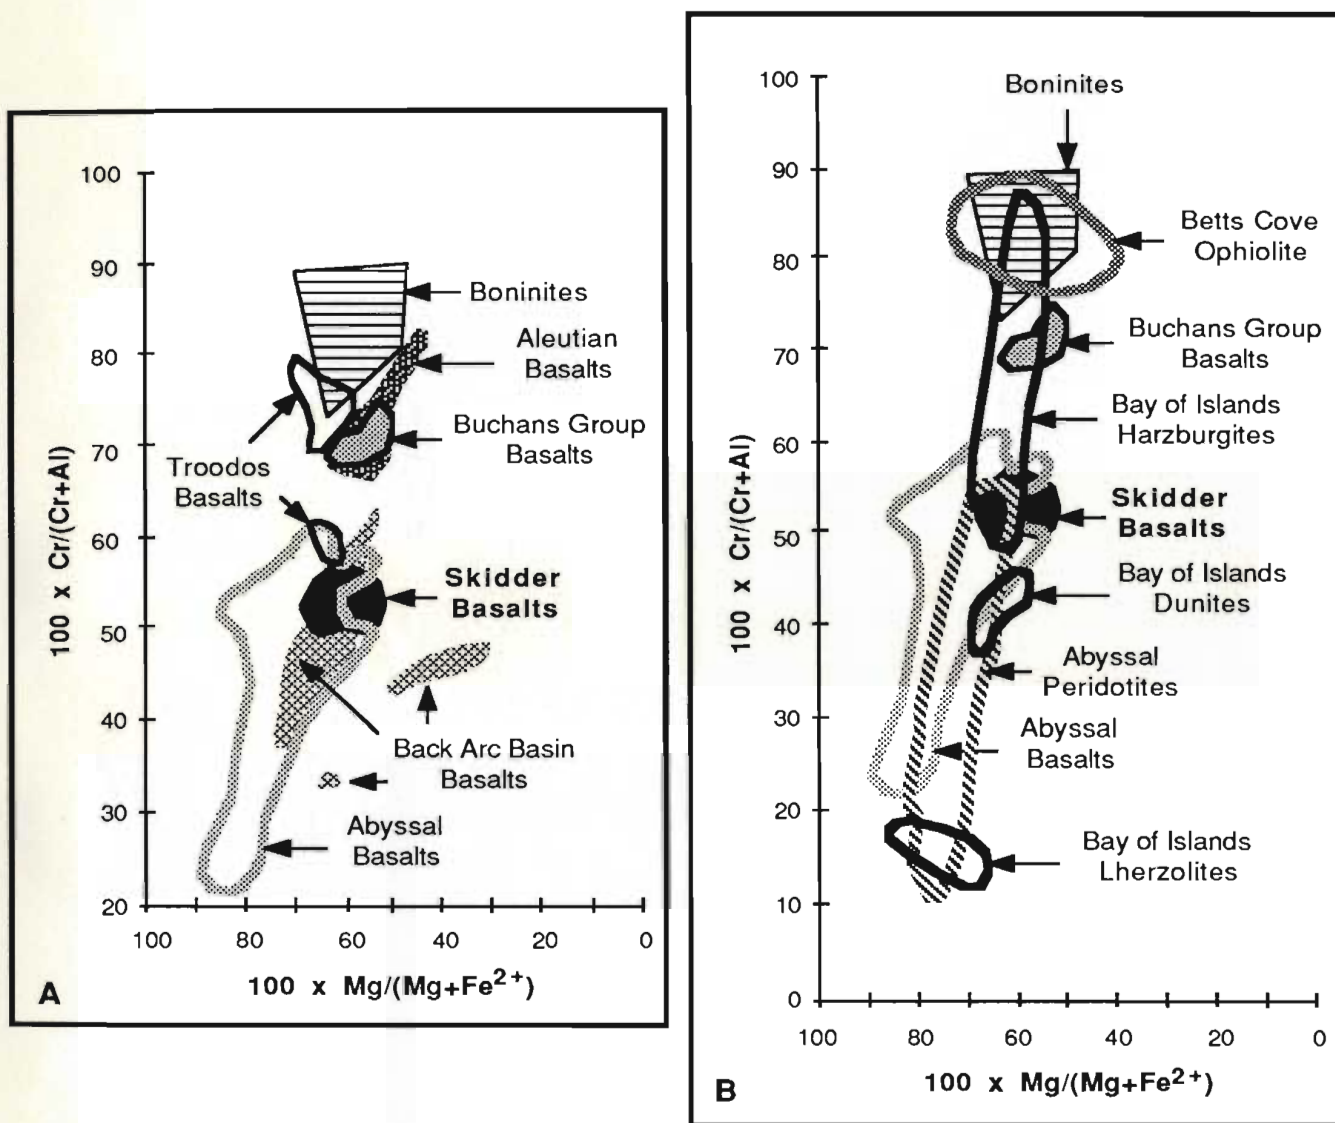 100
90
80
70
60
50
40
30
20
100 x Cr/(Cr+Al)
Boninites
Aleutian
Basalts
Buchans Group
Basalts
Troodos
Basalts
Skidder
Basalts
Back Arc Basin
Basalts
Abyssal
Basalts
100 80 60 40 20 0
100 x Mg/(Mg+Fe²⁺)
A
100
90
80
70
60
50
40
30
20
10
0
100 x Cr/(Cr+Al)
Boninites
Betts Cove
Ophiolite
Buchans Group
Basalts
Bay of Islands
Harzburgites
Skidder
Basalts
Bay of Islands
Dunites
Abyssal
Peridotites
Abyssal
Basalts
Bay of Islands
Lherzolites
100 80 60 40 20 0
100 x Mg/(Mg+Fe²⁺)
B